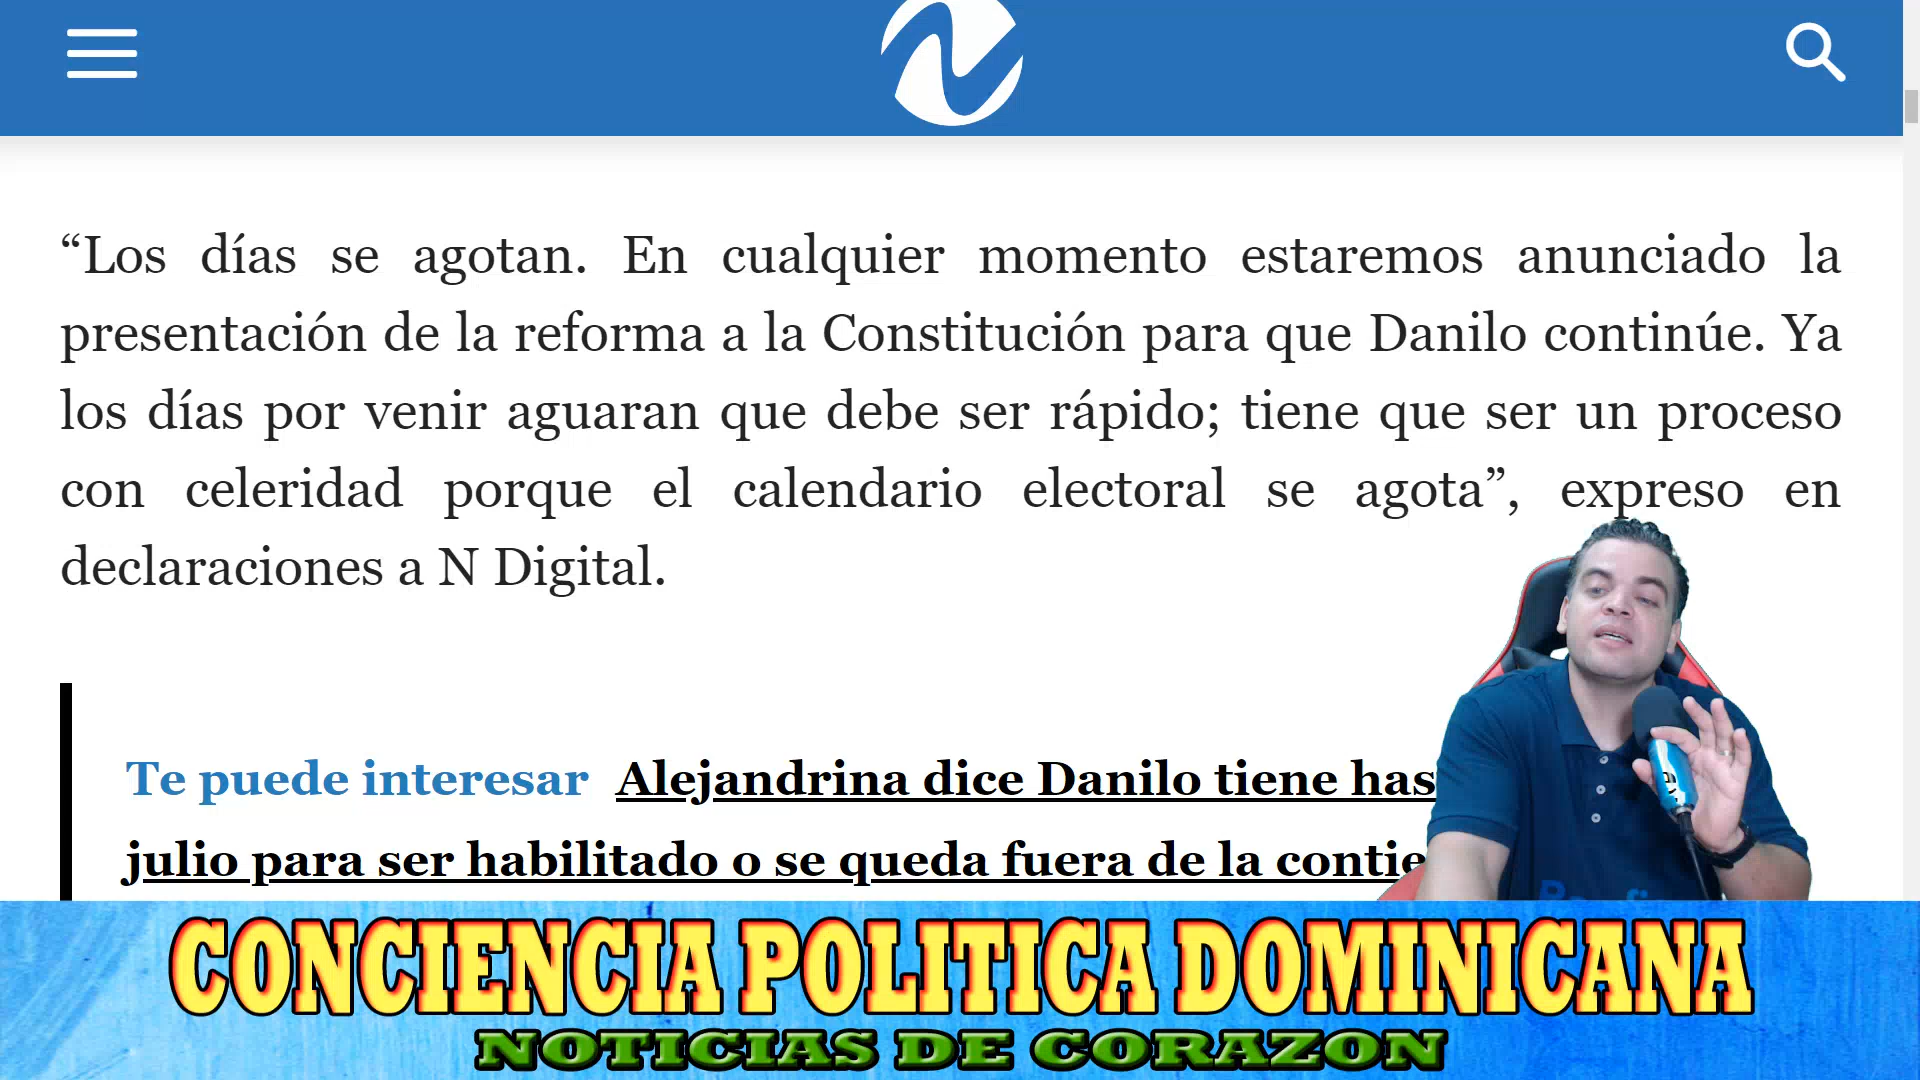 “Los días se agotan. En cualquier momento estaremos anunciado la
presentación de la reforma a la Constitución para que Danilo continúe. Ya
los días por venir aguaran que debe ser rápido; tiene que ser un proceso
con celeridad porque el calendario electoral se agota”, expreso en
declaraciones a N Digital.
Te puede interesar Alejandrina dice Danilo tiene
julio para ser habilitado o se queda fuera de la
CONCIENCIA POLITICA DOMINICANA
NOTICIAS DE CORAZON